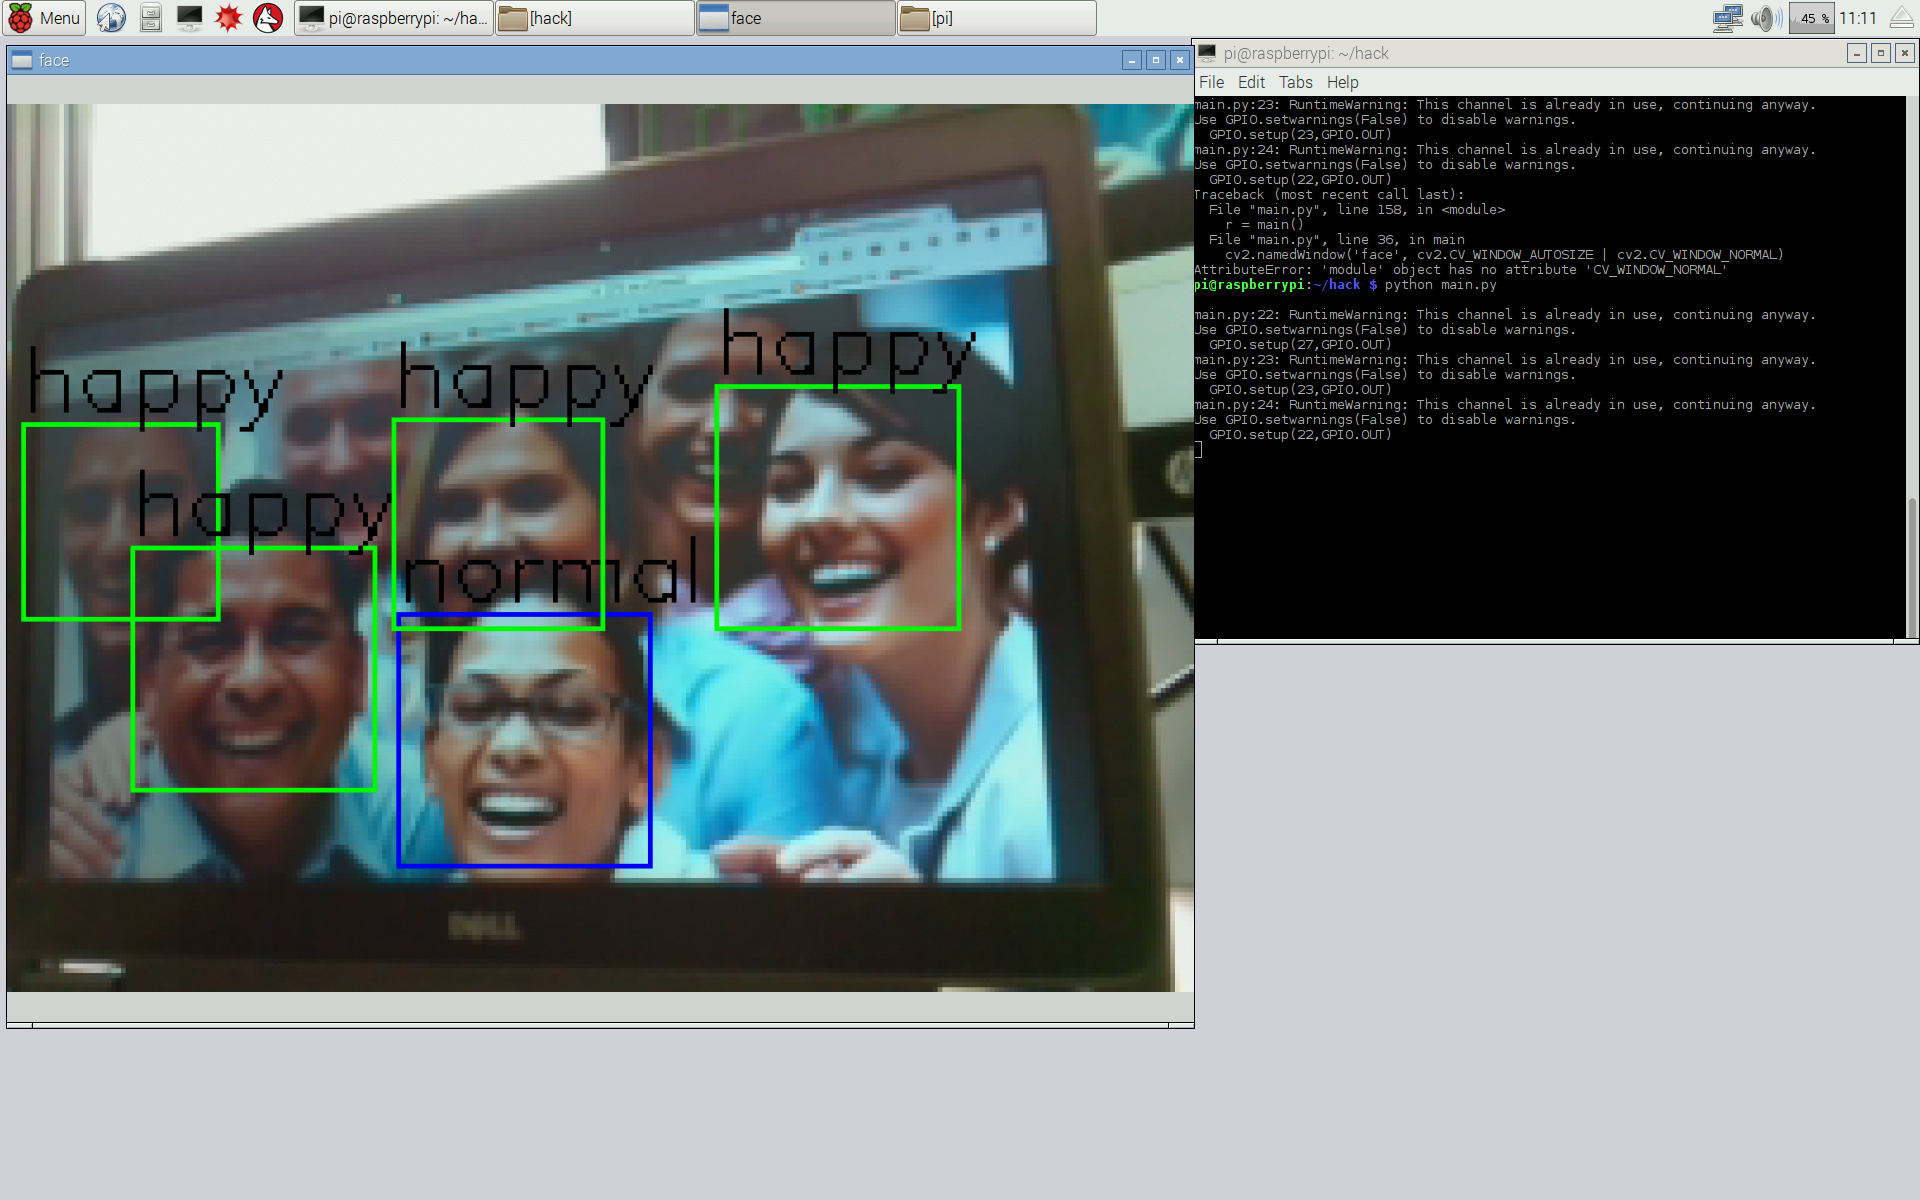 Menu
pi@raspberrypi: ~/ha...
[hack]
face
[pi]
45 %
11:11
face
happy
happy
happy
happy
normal
DELL
pi@raspberrypi: ~/hack
File Edit Tabs Help
main.py:23: RuntimeWarning: This channel is already in use, continuing anyway.
Use GPIO.setwarnings(False) to disable warnings.
GPIO.setup(23,GPIO.OUT)
main.py:24: RuntimeWarning: This channel is already in use, continuing anyway.
Use GPIO.setwarnings(False) to disable warnings.
GPIO.setup(22,GPIO.OUT)
Traceback (most recent call last):
File "main.py", line 158, in <module>
r = main()
File "main.py", line 36, in main
cv2.namedWindow('face', cv2.CV_WINDOW_AUTOSIZE | cv2.CV_WINDOW_NORMAL)
AttributeError: 'module' object has no attribute 'CV_WINDOW_NORMAL'
pi@raspberrypi:~/hack $ python main.py
main.py:22: RuntimeWarning: This channel is already in use, continuing anyway.
Use GPIO.setwarnings(False) to disable warnings.
GPIO.setup(27,GPIO.OUT)
main.py:23: RuntimeWarning: This channel is already in use, continuing anyway.
Use GPIO.setwarnings(False) to disable warnings.
GPIO.setup(23,GPIO.OUT)
main.py:24: RuntimeWarning: This channel is already in use, continuing anyway.
Use GPIO.setwarnings(False) to disable warnings.
GPIO.setup(22,GPIO.OUT)